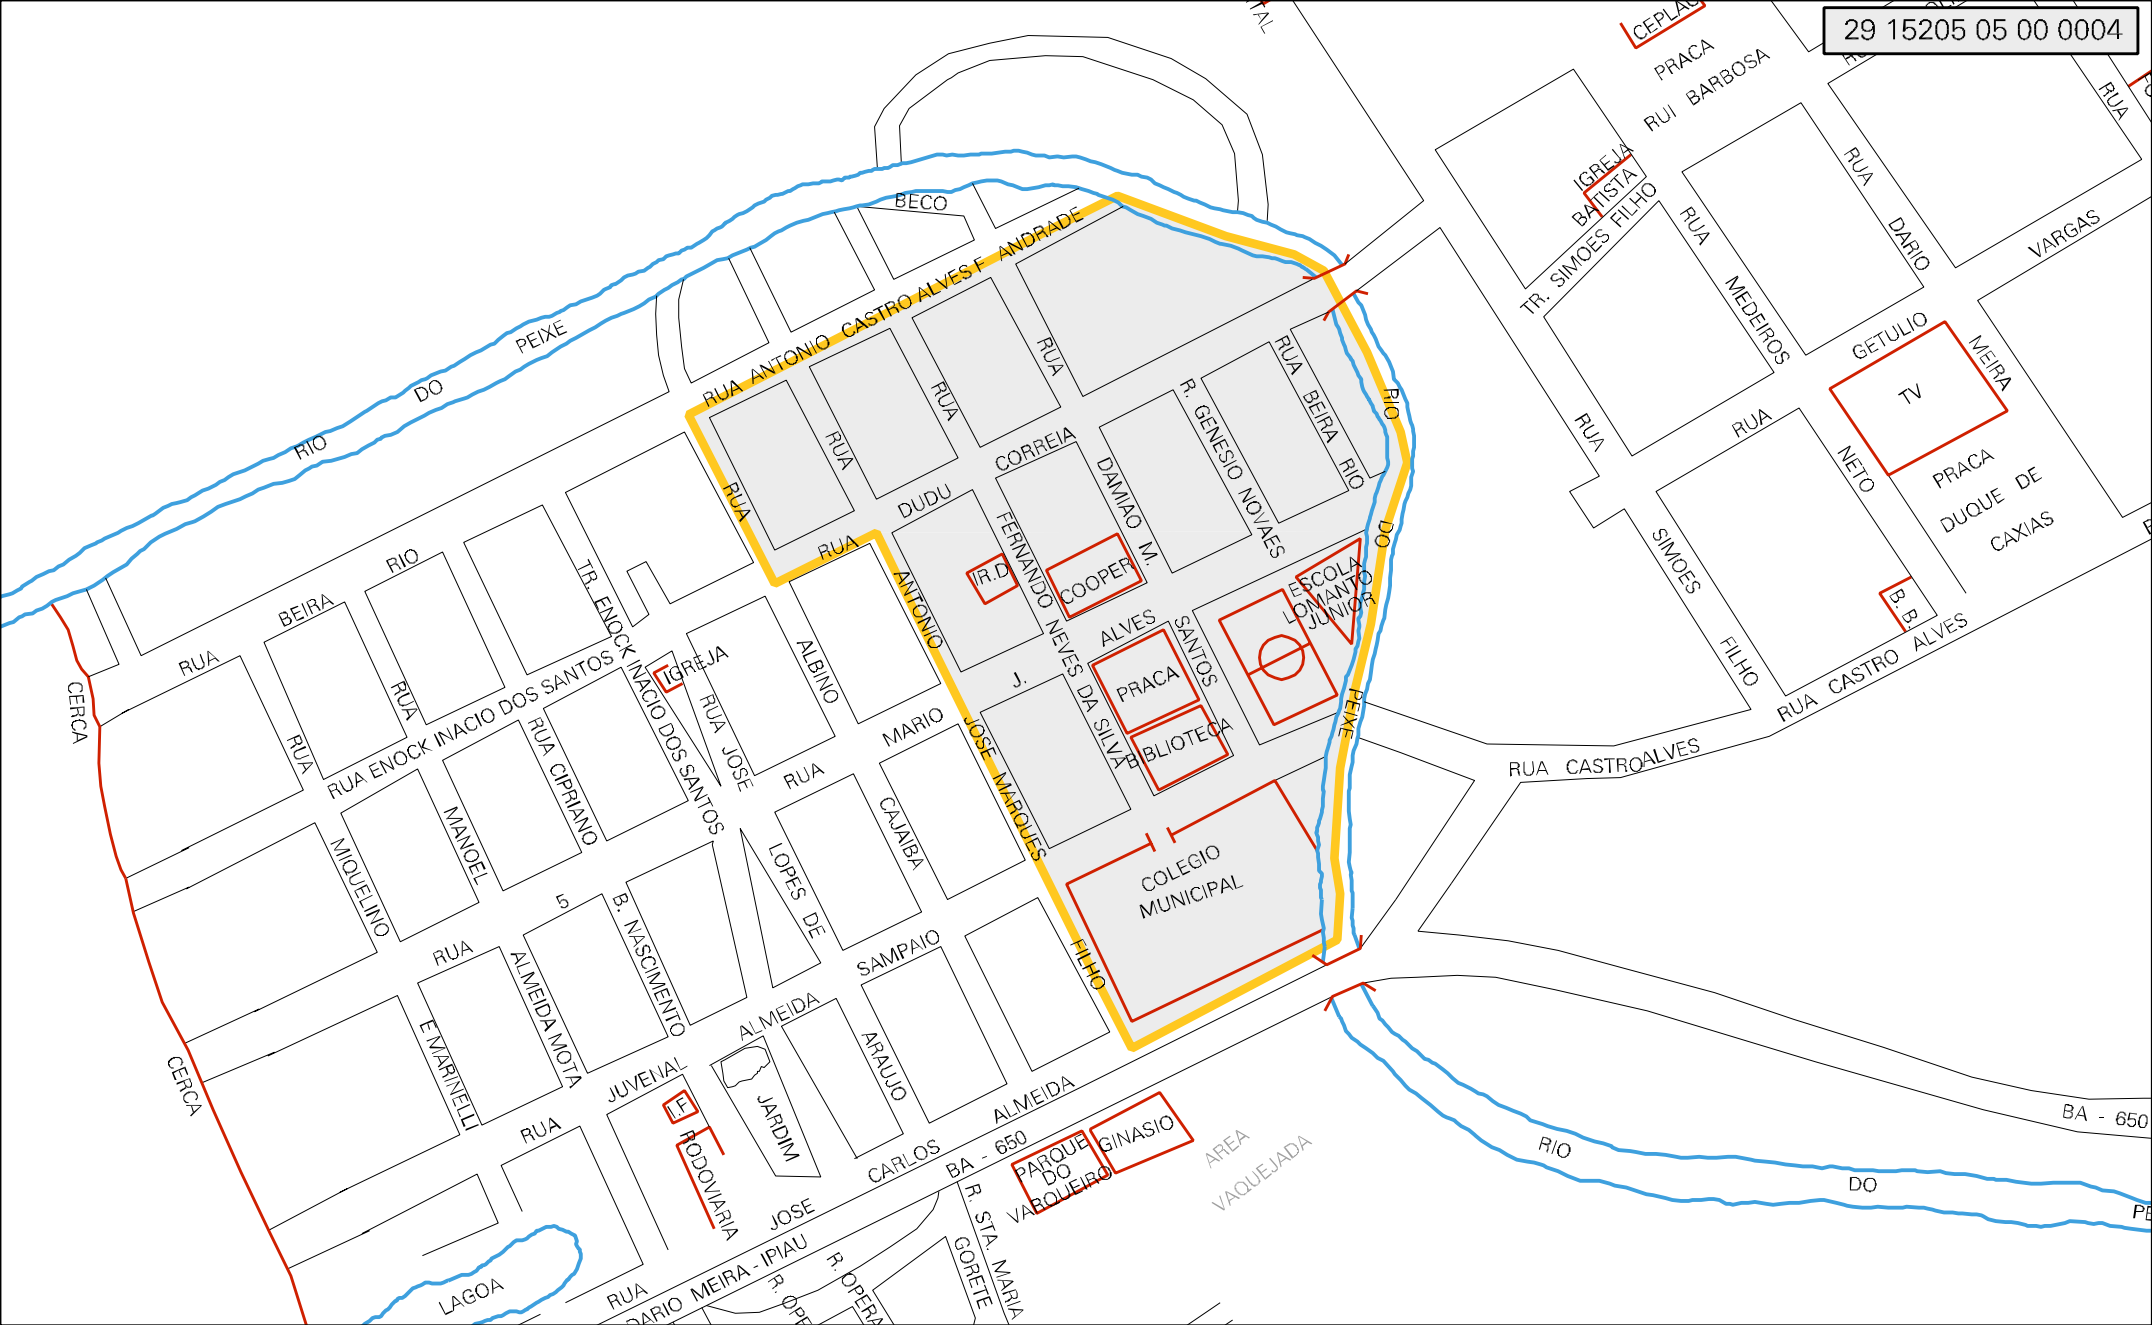 29 15205 05 00 0004
CEPLAC
PRACA
RUI BARBOSA
RUA
IGREJA
BATISTA
TR. SIMOES FILHO
RUA
MEDEIROS
RUA
DARIO
VARGAS
GETULIO
MEIRA
TV
RUA
RUA
NETO
PRACA
DUQUE DE
CAXIAS
SIMOES
FILHO
B. B.
RUA CASTRO ALVES
RUA CASTRO ALVES
BECO
RUA ANTONIO CASTRO ALVES F ANDRADE
RIO
DO
PEIXE
RUA
RUA
RUA
RUA
CORREIA
DUDU
RUA
R. GENESIO NOVAES
RUA BEIRA RIO
RIO
DO
PEIXE
DAMIAO M.
SANTOS
FERNANDO NEVES DA SILVA
IR.D
COOPER
ESCOLA
LOMANTO
JUNIOR
ALVES
J.
PRACA
BIBLIOTECA
ANTONIO
JOSE MARQUES
FILHO
COLEGIO
MUNICIPAL
RIO
BEIRA
RUA
TR. ENOCK INACIO DOS SANTOS
IGREJA
RUA JOSE
LOPES DE
ALBINO
MARIO
RUA
CAJAIBA
CERCA
RUA
RUA
RUA ENOCK INACIO DOS SANTOS
RUA CIPRIANO
MANOEL
MIQUELINO
5
B. NASCIMENTO
RUA
ALMEIDA MOTA
E MARINELLI
SAMPAIO
ALMEIDA
ARAUJO
JUVENAL
RUA
CERCA
I.F
RODOVIARIA
JARDIM
ALMEIDA
CARLOS
JOSE
RUA
BA - 650
DARIO MEIRA - IPIAU
PARQUE
DO
VARQUEIRO
GINASIO
AREA
VAQUEJADA
R. STA. MARIA
GORETE
R. OPERA
R. OPE
LAGOA
RIO
DO
PE
BA - 650